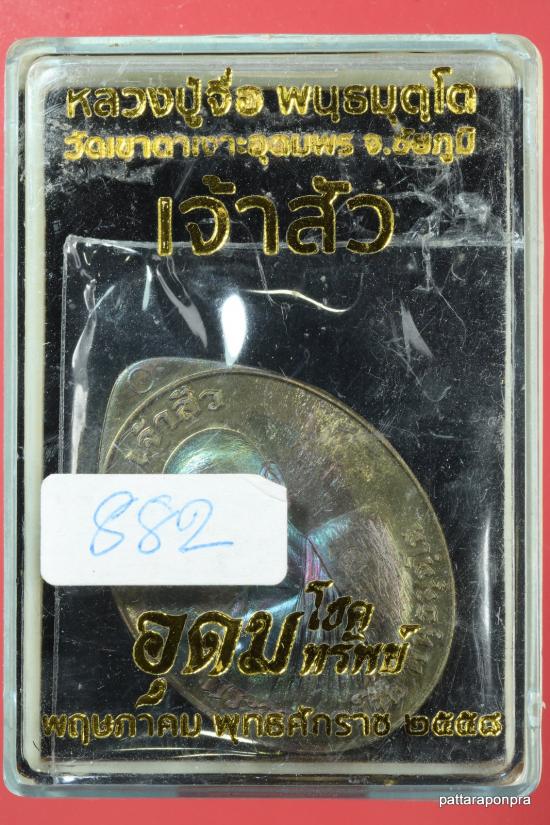 หลวงปู่จื่อ พนฺธมุตฺโต
วัดเขาตาเงาะอุดมพร จ.ชัยภูมิ
เจ้าสัว
เจ้าสัว
882
อุดม
โชค
ทรัพย์
พฤษภาคม พุทธศักราช ๒๕๕๘
pattaraponpra